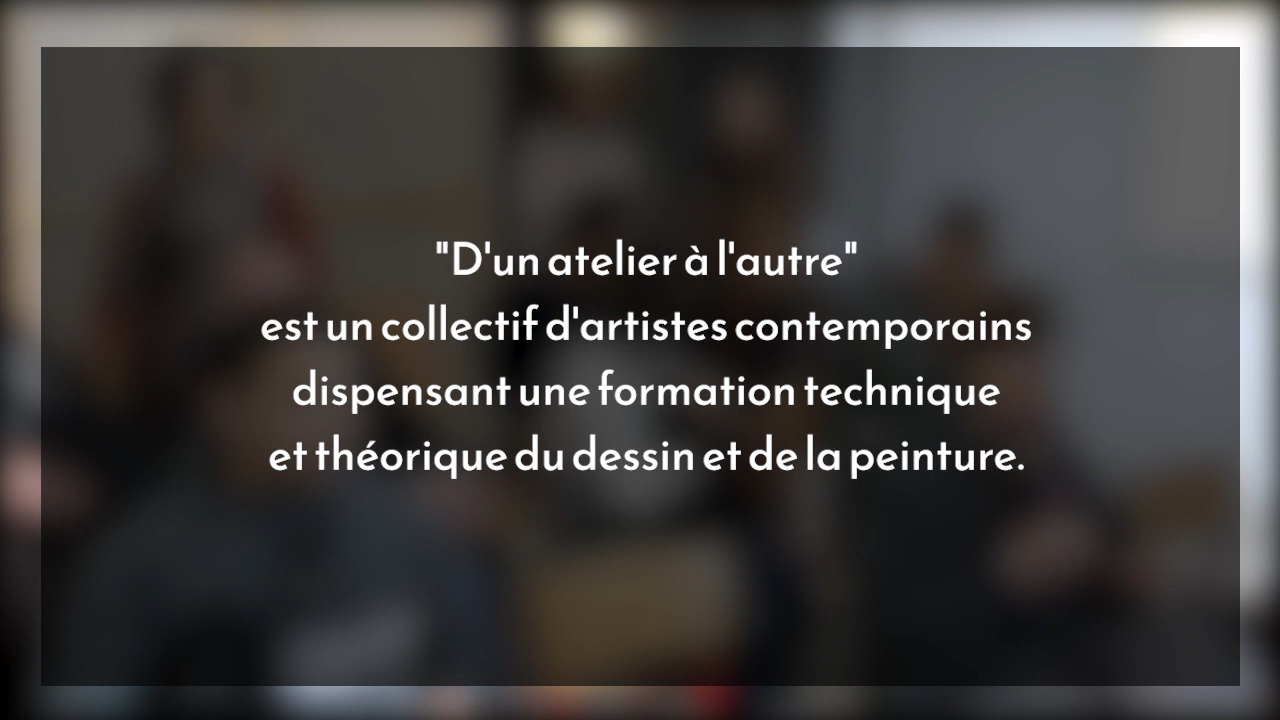 "D'un atelier à l'autre"
est un collectif d'artistes contemporains
dispensant une formation technique
et théorique du dessin et de la peinture.